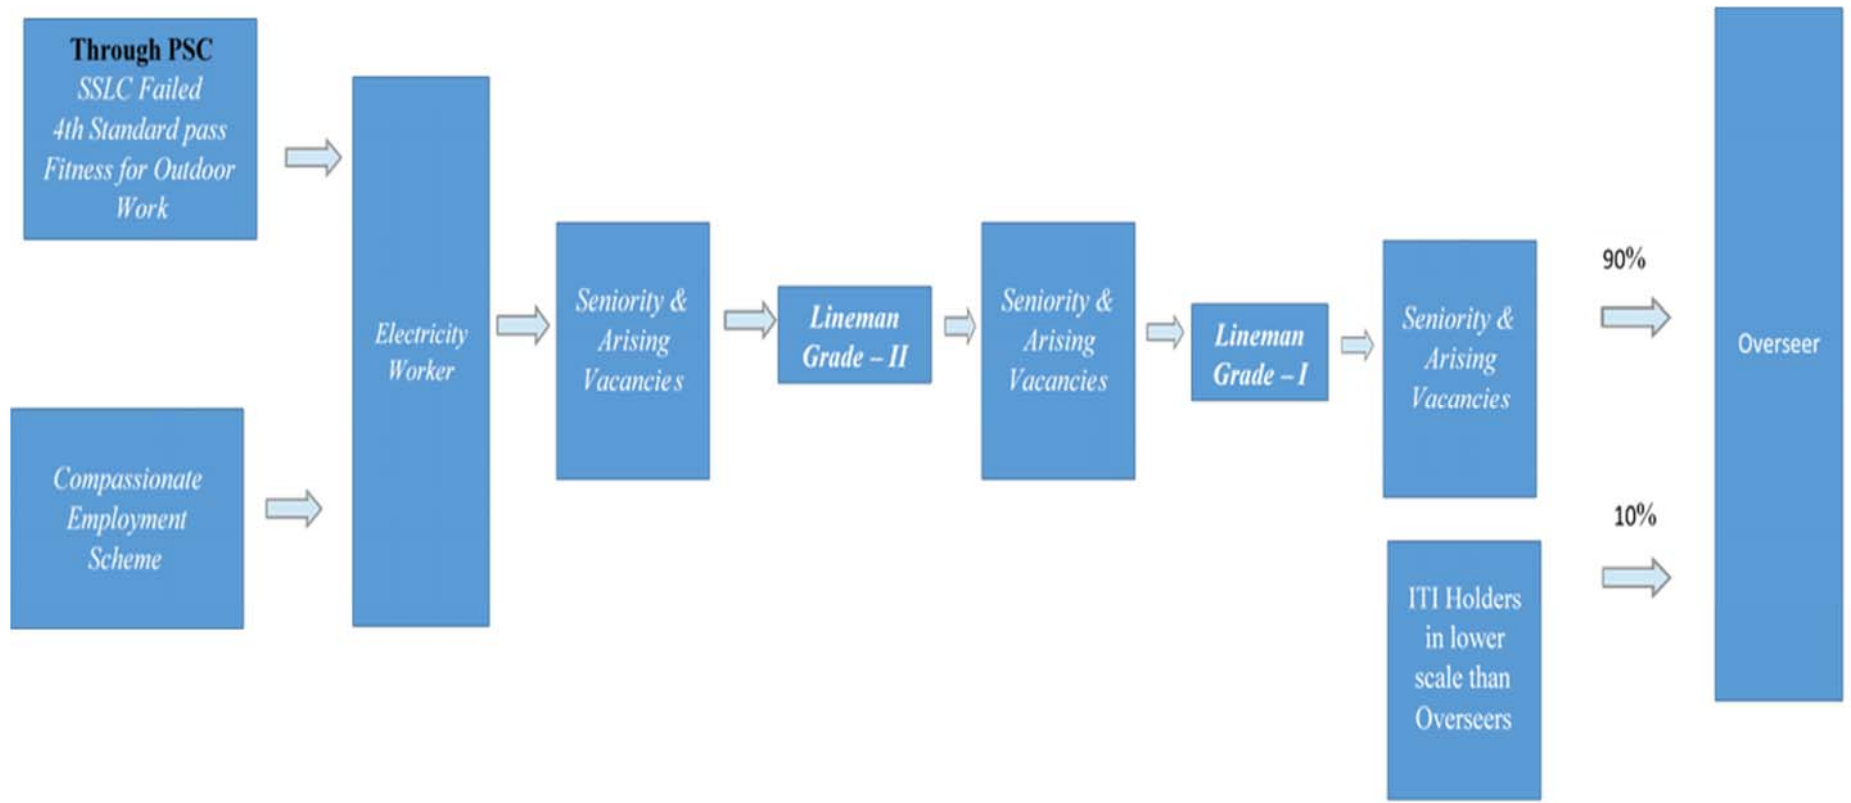 Through PSC
SSLC Failed
4th Standard pass
Fitness for Outdoor
Work
Compassionate
Employment
Scheme
Electricity
Worker
Seniority &
Arising
Vacancies
Lineman
Grade – II
Seniority &
Arising
Vacancies
Lineman
Grade – I
Seniority &
Arising
Vacancies
ITI Holders
in lower
scale than
Overseers
90%
10%
Overseer